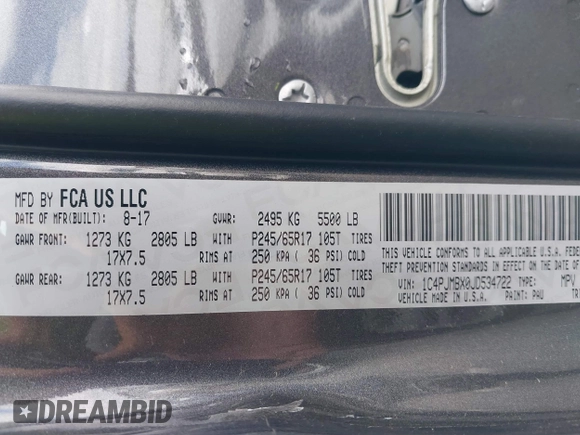 MFD BY FCA US LLC
DATE OF MFR(BUILT): 8-17 GVWR: 2495 KG 5500 LB
GAWR FRONT: 1273 KG 2805 LB WITH P245/65R17 105T TIRES
17X7.5 RIMS AT 250 KPA ( 36 PSI) COLD
GAWR REAR: 1273 KG 2805 LB WITH P245/65R17 105T TIRES
17X7.5 RIMS AT 250 KPA ( 36 PSI) COLD
THIS VEHICLE CONFORMS TO ALL APPLICABLE
THEFT PREVENTION STANDARDS IN EFFECT
VIN: 1C4PJMBX0JD534722 TYPE: MPV
VEHICLE MADE IN U.S.A. PAINT: PAU
DREAMBID